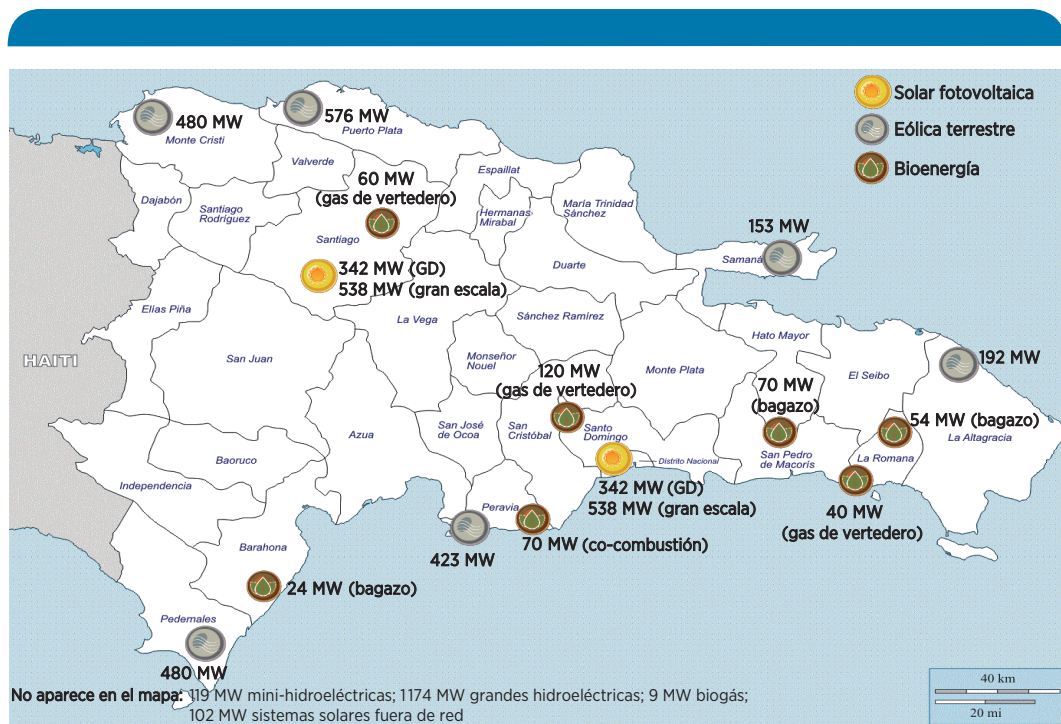 Solar fotovoltaica
Eólica terrestre
Bioenergía
480 MW
Monte Cristi
576 MW
Puerto Plata
Valverde
Espaillat
60 MW
(gas de vertedero)
Dajabón
Santiago
Rodríguez
Santiago
Hermanas-
Mirabal
María Trinidad
Sánchez
153 MW
Samaná
342 MW (GD)
538 MW (gran escala)
Duarte
Elías Piña
La Vega
Sánchez Ramírez
Hato Mayor
HAITI
San Juan
Monseñor
Nouel
120 MW
(gas de vertedero)
Monte Plata
70 MW
(bagazo)
El Seibo
192 MW
54 MW (bagazo)
La Altagracia
Azua
San José
de Ocoa
San
Cristóbal
Santo
Domingo
Distrito Nacional
San Pedro
de Macorís
La Romana
Baoruco
Independencia
342 MW (GD)
538 MW (gran escala)
40 MW
(gas de vertedero)
Peravia
423 MW
70 MW (co-combustión)
Barahona
24 MW (bagazo)
Pedernales
480 MW
No aparece en el mapa: 119 MW mini-hidroeléctricas; 1174 MW grandes hidroeléctricas; 9 MW biogás;
102 MW sistemas solares fuera de red
40 km
20 mi